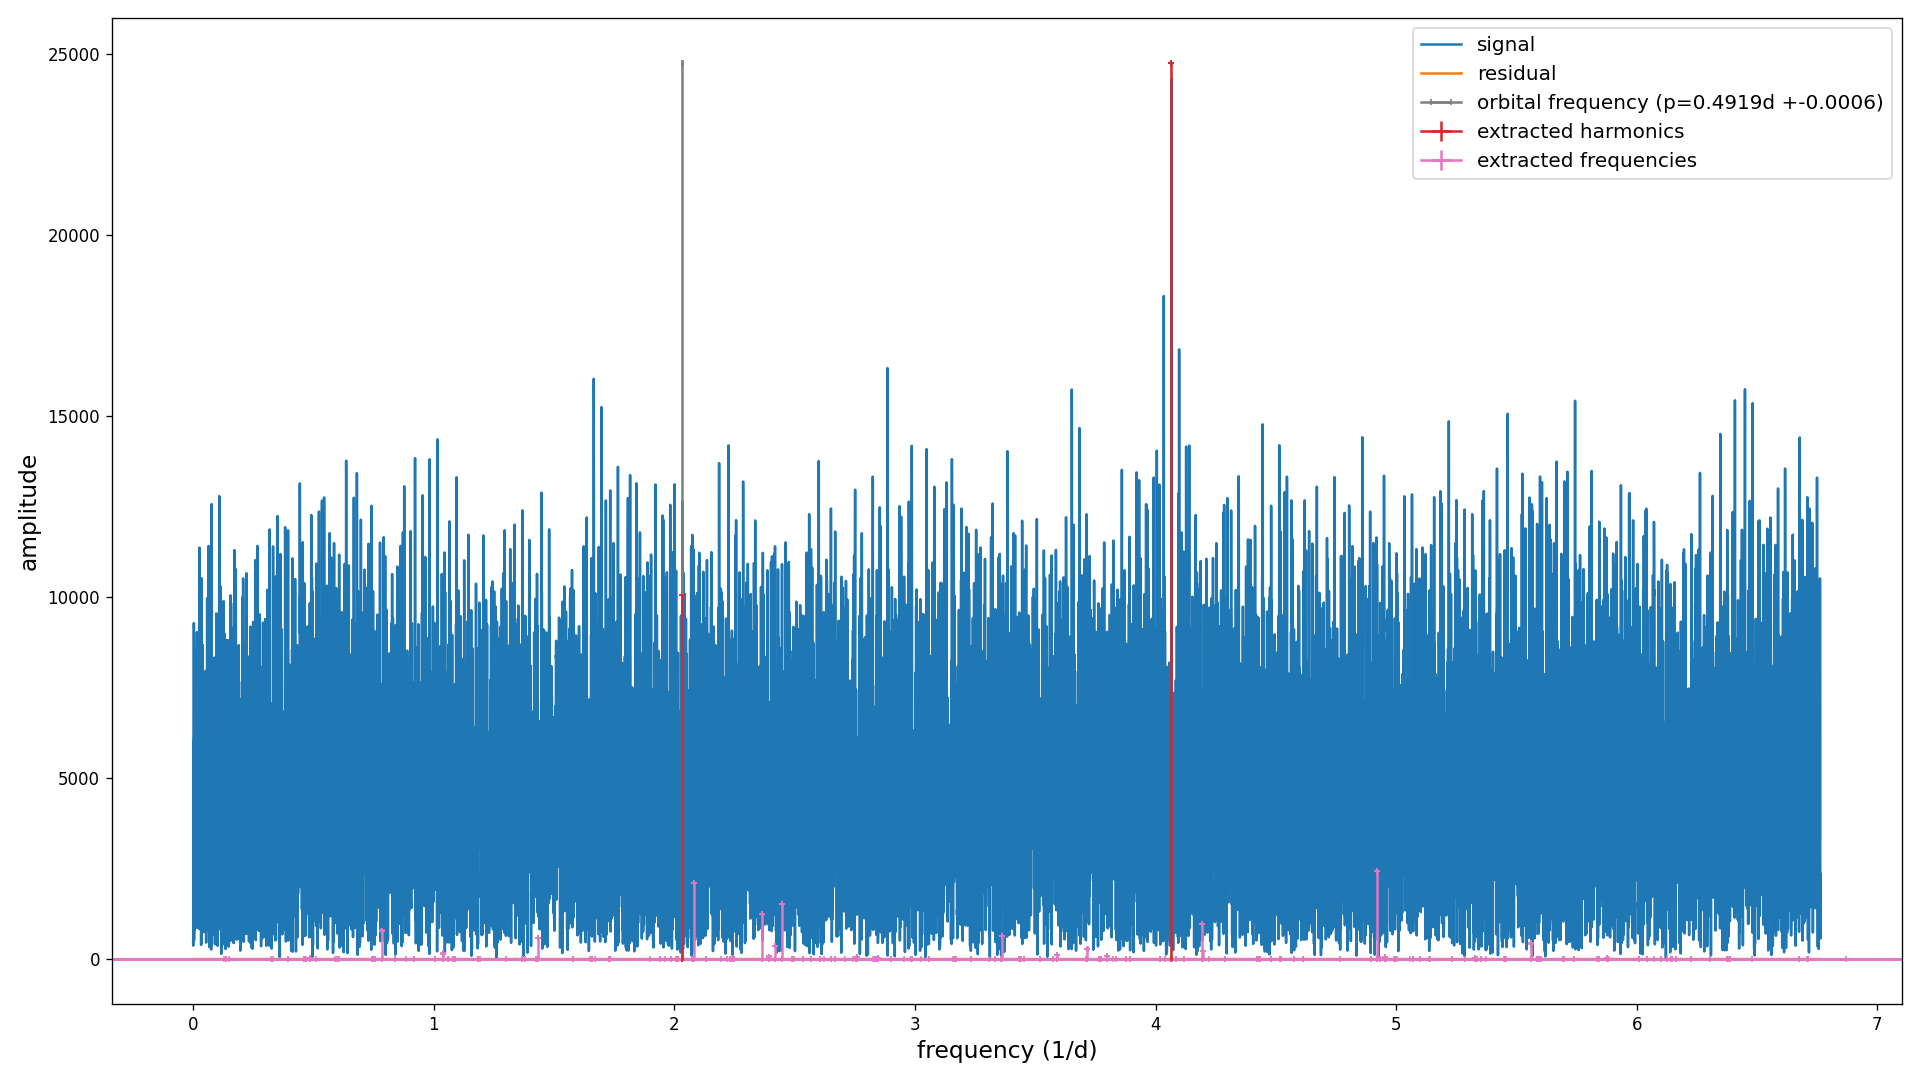 25000
20000
15000
10000
5000
0
amplitude
0 1 2 3 4 5 6 7
frequency (1/d)
signal
residual
orbital frequency (p=0.4919d +-0.0006)
extracted harmonics
extracted frequencies